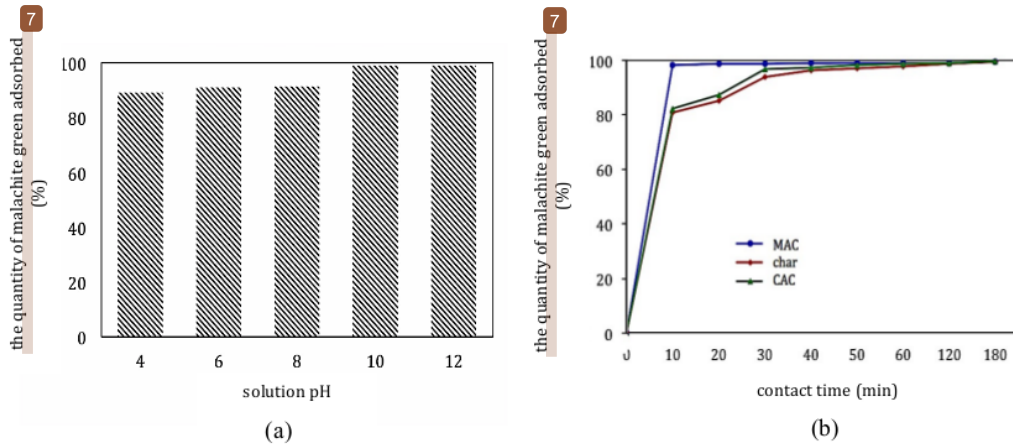 7
the quantity of malachite green adsorbed
(%)
100
80
60
40
20
0
4 6 8 10 12
solution pH
(a)
7
the quantity of malachite green adsorbed
(%)
100
80
60
40
20
0
MAC
char
CAC
0 10 20 30 40 50 60 120 180
contact time (min)
(b)